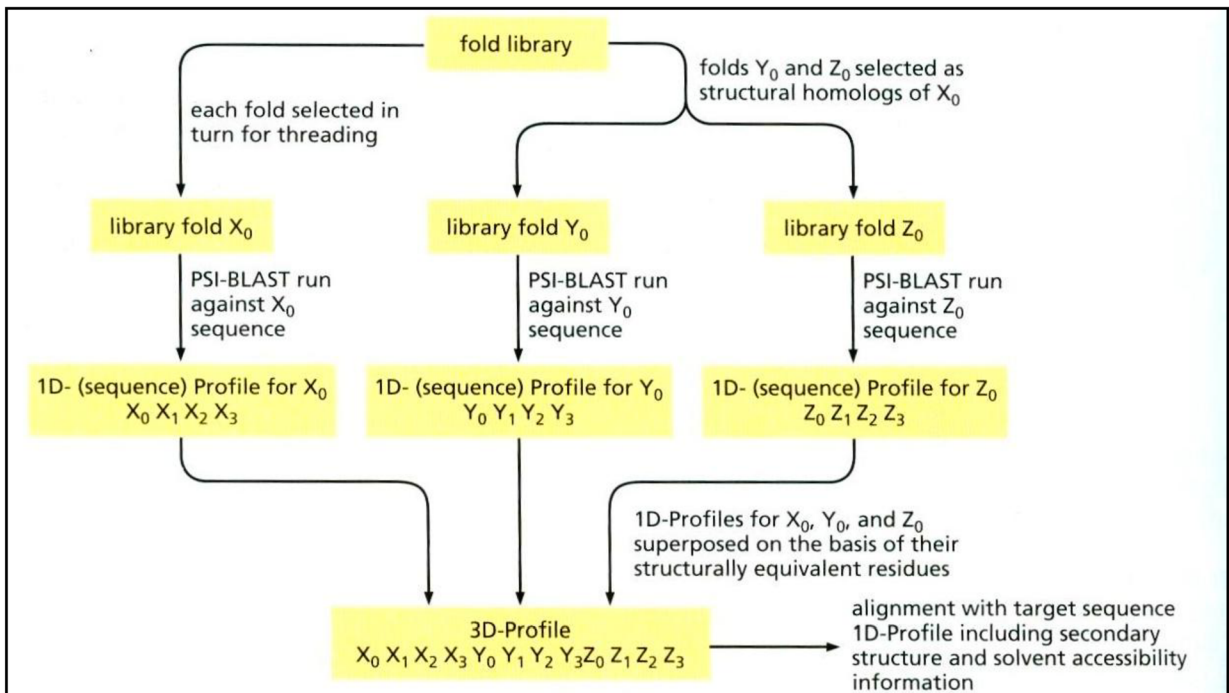 fold library
folds Y₀ and Z₀ selected as
structural homologs of X₀
each fold selected in
turn for threading
library fold X₀
library fold Y₀
library fold Z₀
PSI-BLAST run
against X₀
sequence
PSI-BLAST run
against Y₀
sequence
PSI-BLAST run
against Z₀
sequence
1D- (sequence) Profile for X₀
X₀ X₁ X₂ X₃
1D- (sequence) Profile for Y₀
Y₀ Y₁ Y₂ Y₃
1D- (sequence) Profile for Z₀
Z₀ Z₁ Z₂ Z₃
1D-Profiles for X₀, Y₀, and Z₀
superposed on the basis of their
structurally equivalent residues
3D-Profile
X₀ X₁ X₂ X₃ Y₀ Y₁ Y₂ Y₃Z₀ Z₁ Z₂ Z₃
alignment with target sequence
1D-Profile including secondary
structure and solvent accessibility
information